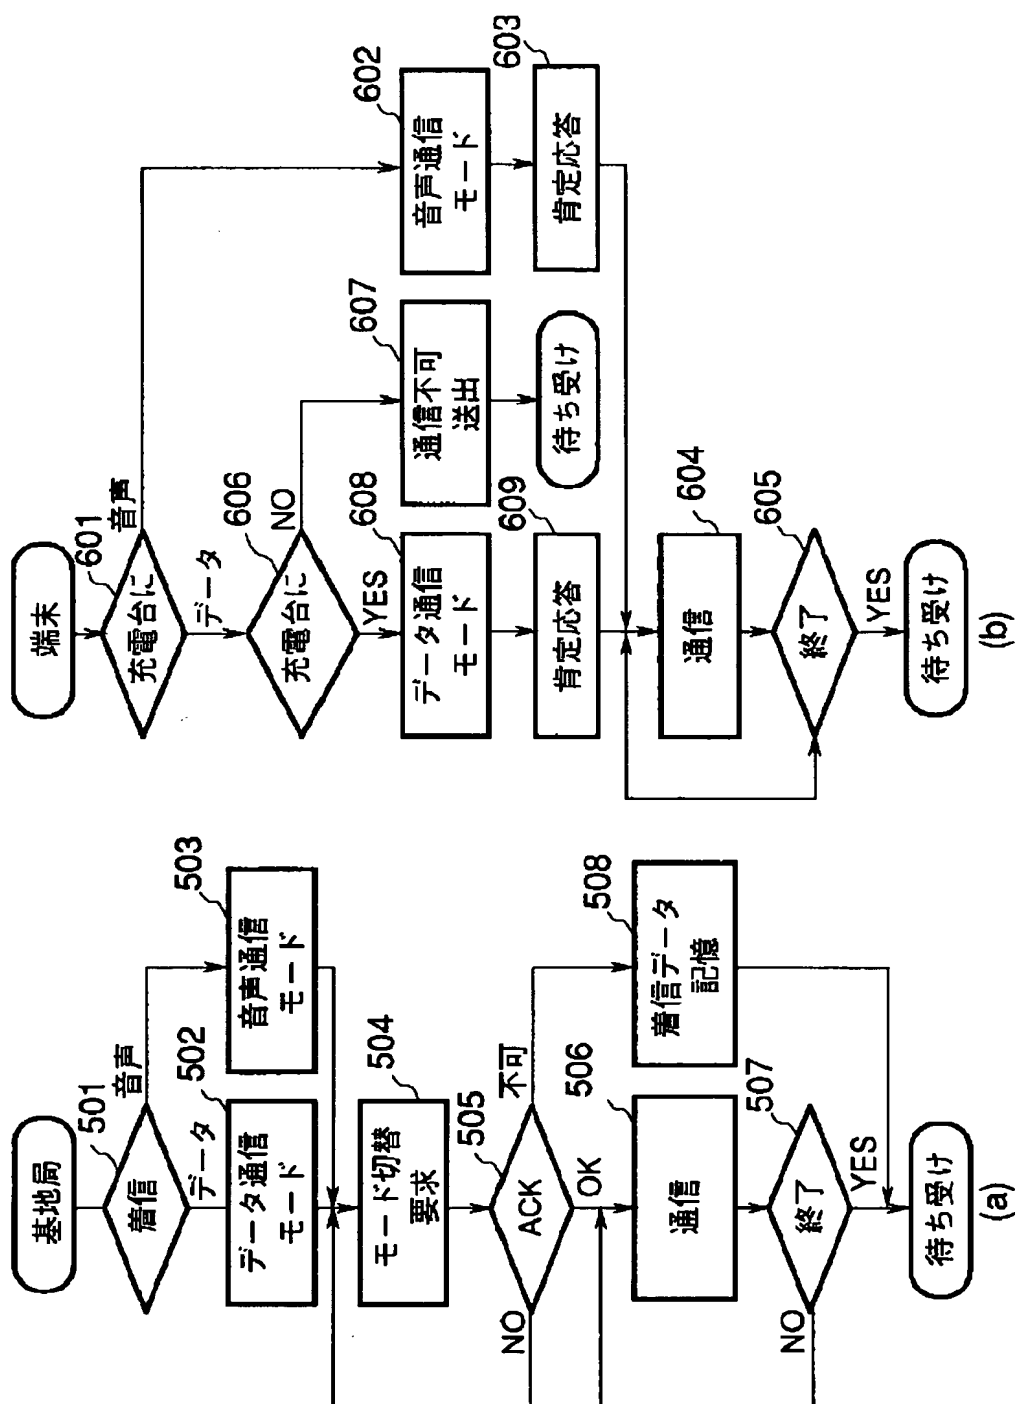 基地局
501
着信
音声
データ
503
音声通信
モード
502
データ通信
モード
504
モード切替
要求
505
ACK
不可
NO
OK
508
着信データ
記憶
506
通信
507
終了
NO
YES
待ち受け
(a)
端末
601
充電台に
音声
データ
606
充電台に
NO
YES
602
音声通信
モード
607
通信不可
送出
608
データ通信
モード
603
肯定応答
待ち受け
609
肯定応答
604
通信
605
終了
YES
待ち受け
(b)